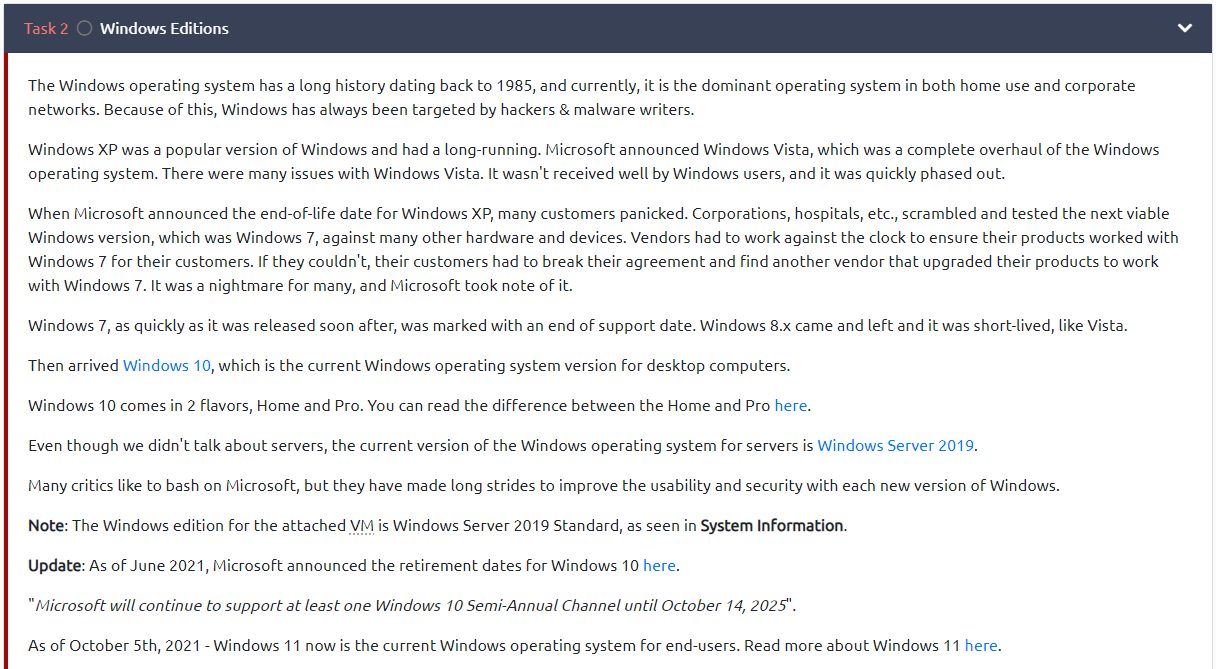 Task 2 Windows Editions
The Windows operating system has a long history dating back to 1985, and currently, it is the dominant operating system in both home use and corporate
networks. Because of this, Windows has always been targeted by hackers & malware writers.
Windows XP was a popular version of Windows and had a long-running. Microsoft announced Windows Vista, which was a complete overhaul of the Windows
operating system. There were many issues with Windows Vista. It wasn't received well by Windows users, and it was quickly phased out.
When Microsoft announced the end-of-life date for Windows XP, many customers panicked. Corporations, hospitals, etc., scrambled and tested the next viable
Windows version, which was Windows 7, against many other hardware and devices. Vendors had to work against the clock to ensure their products worked with
Windows 7 for their customers. If they couldn't, their customers had to break their agreement and find another vendor that upgraded their products to work
with Windows 7. It was a nightmare for many, and Microsoft took note of it.
Windows 7, as quickly as it was released soon after, was marked with an end of support date. Windows 8.x came and left and it was short-lived, like Vista.
Then arrived Windows 10, which is the current Windows operating system version for desktop computers.
Windows 10 comes in 2 flavors, Home and Pro. You can read the difference between the Home and Pro here.
Even though we didn't talk about servers, the current version of the Windows operating system for servers is Windows Server 2019.
Many critics like to bash on Microsoft, but they have made long strides to improve the usability and security with each new version of Windows.
Note: The Windows edition for the attached VM is Windows Server 2019 Standard, as seen in System Information.
Update: As of June 2021, Microsoft announced the retirement dates for Windows 10 here.
"Microsoft will continue to support at least one Windows 10 Semi-Annual Channel until October 14, 2025".
As of October 5th, 2021 - Windows 11 now is the current Windows operating system for end-users. Read more about Windows 11 here.